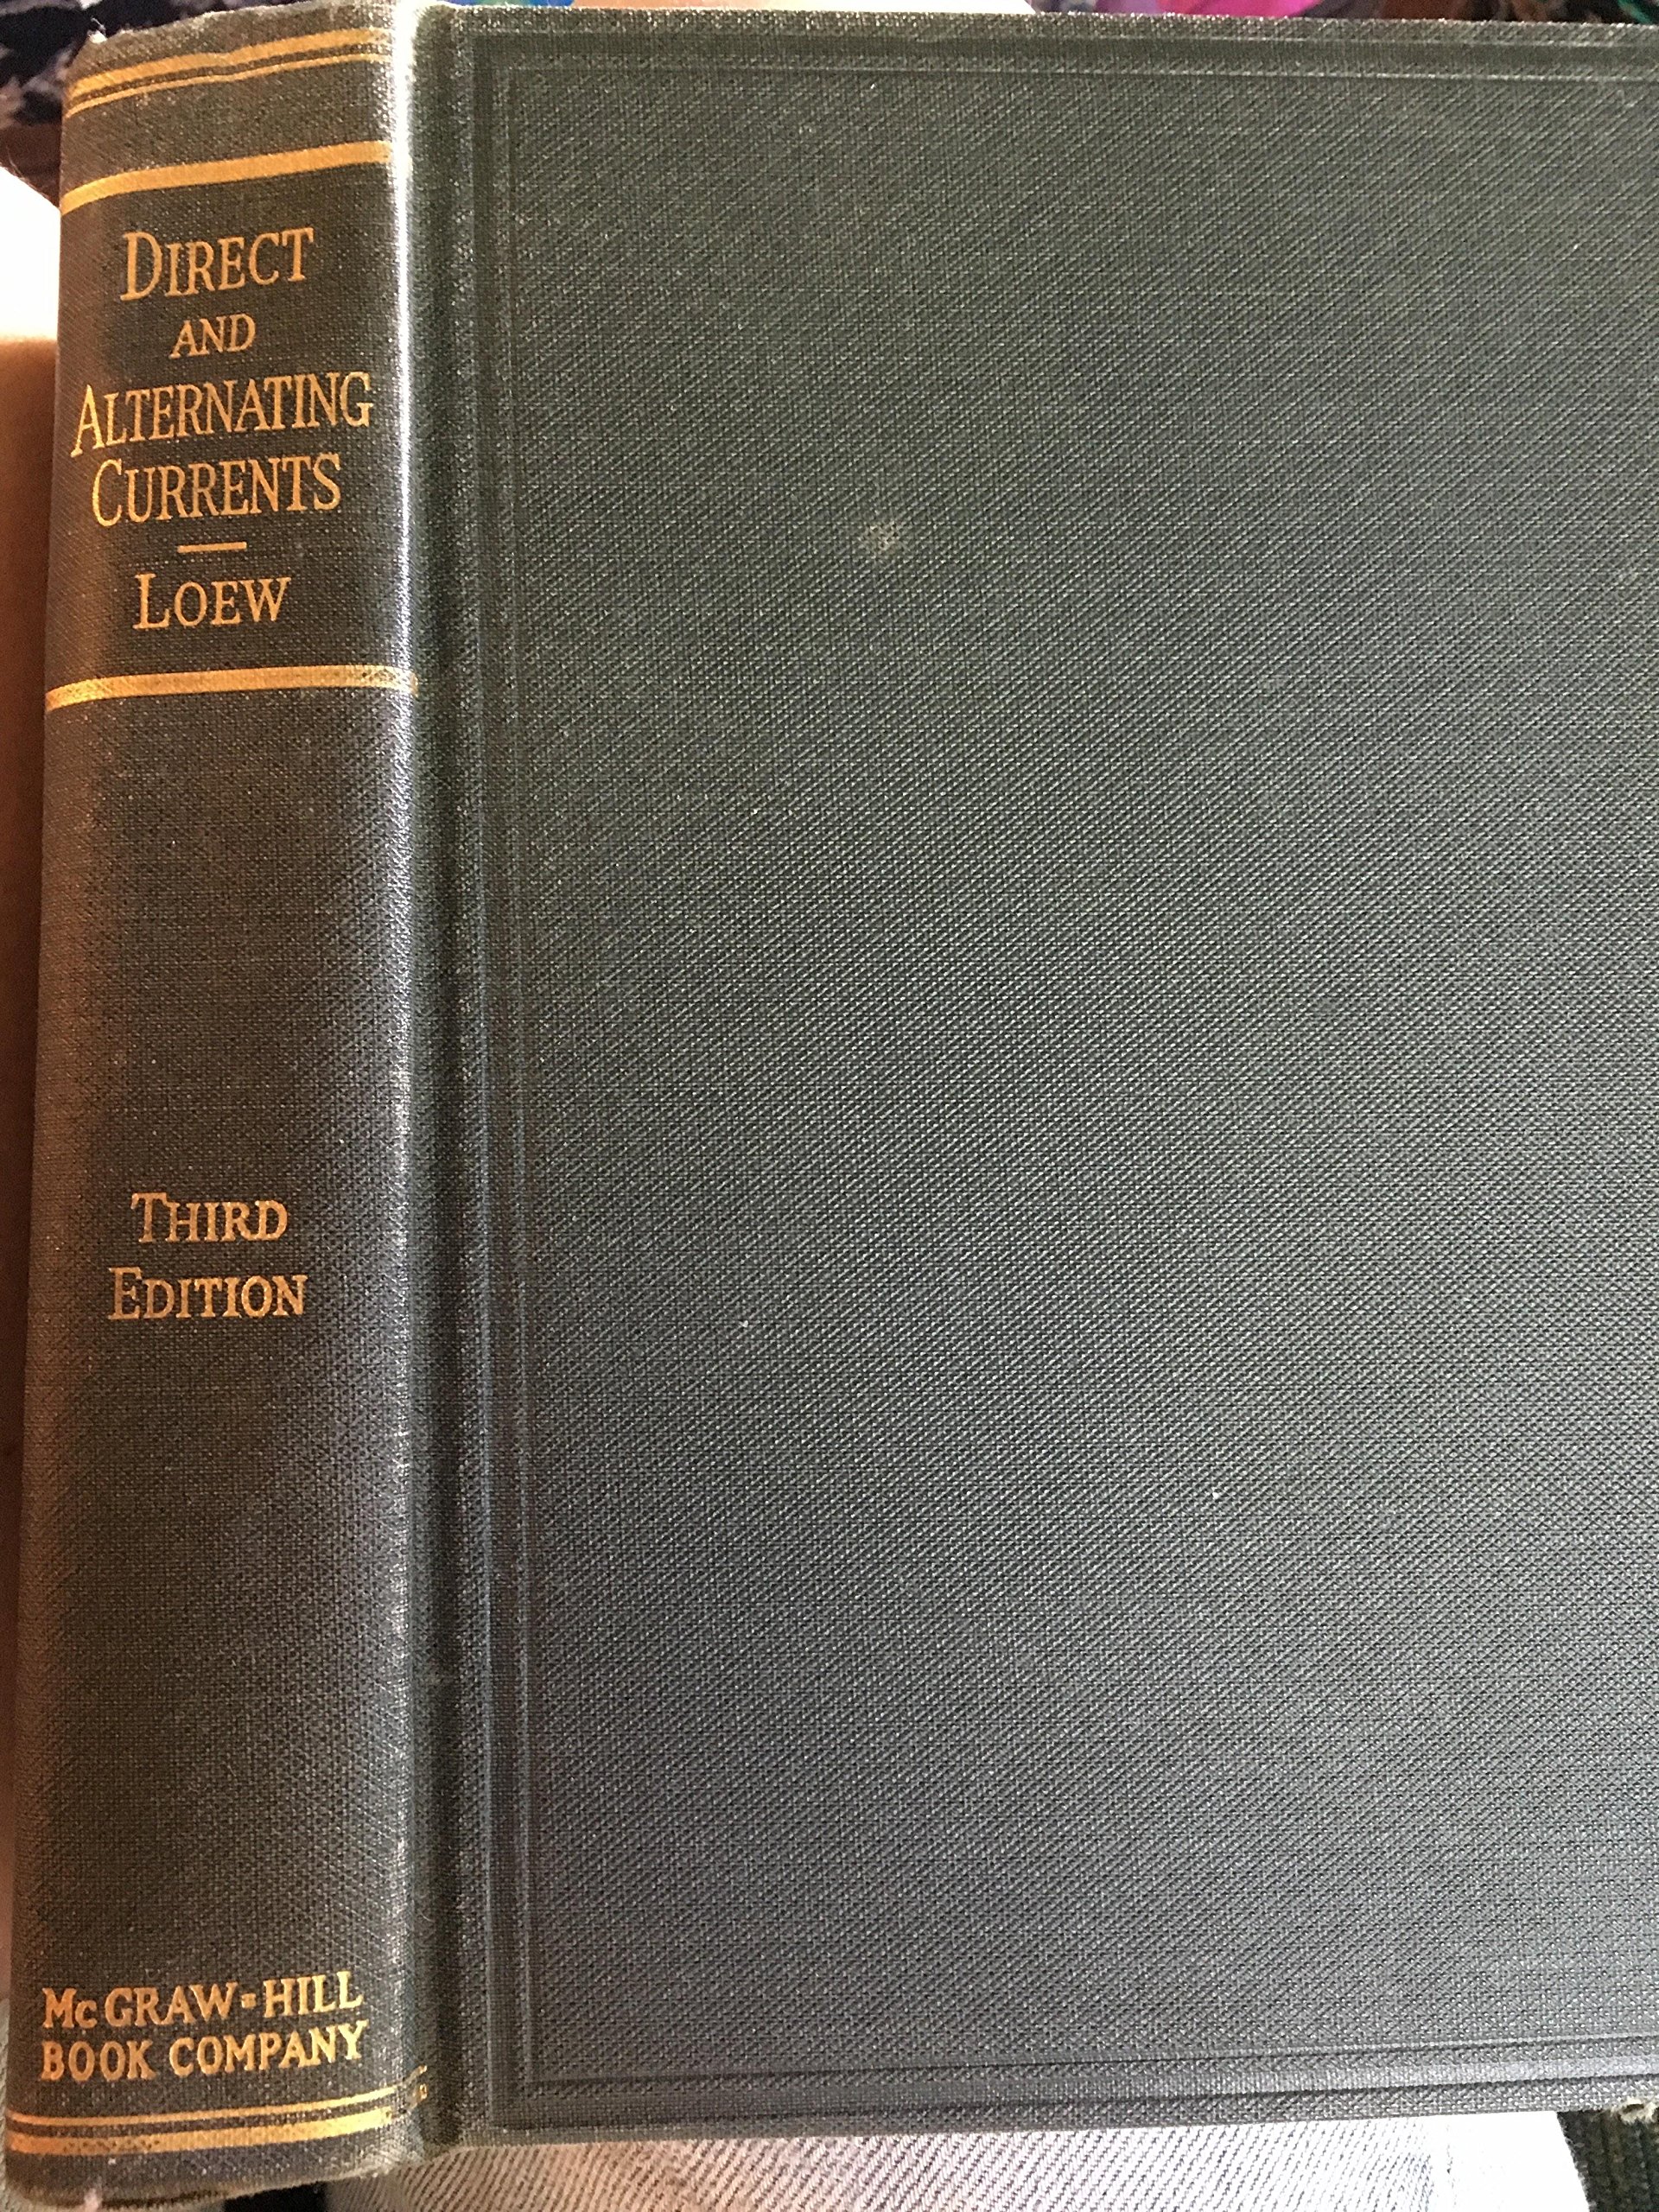 DIRECT
AND
ALTERNATING
CURRENTS
LOEW
THIRD
EDITION
McGRAW-HILL
BOOK COMPANY